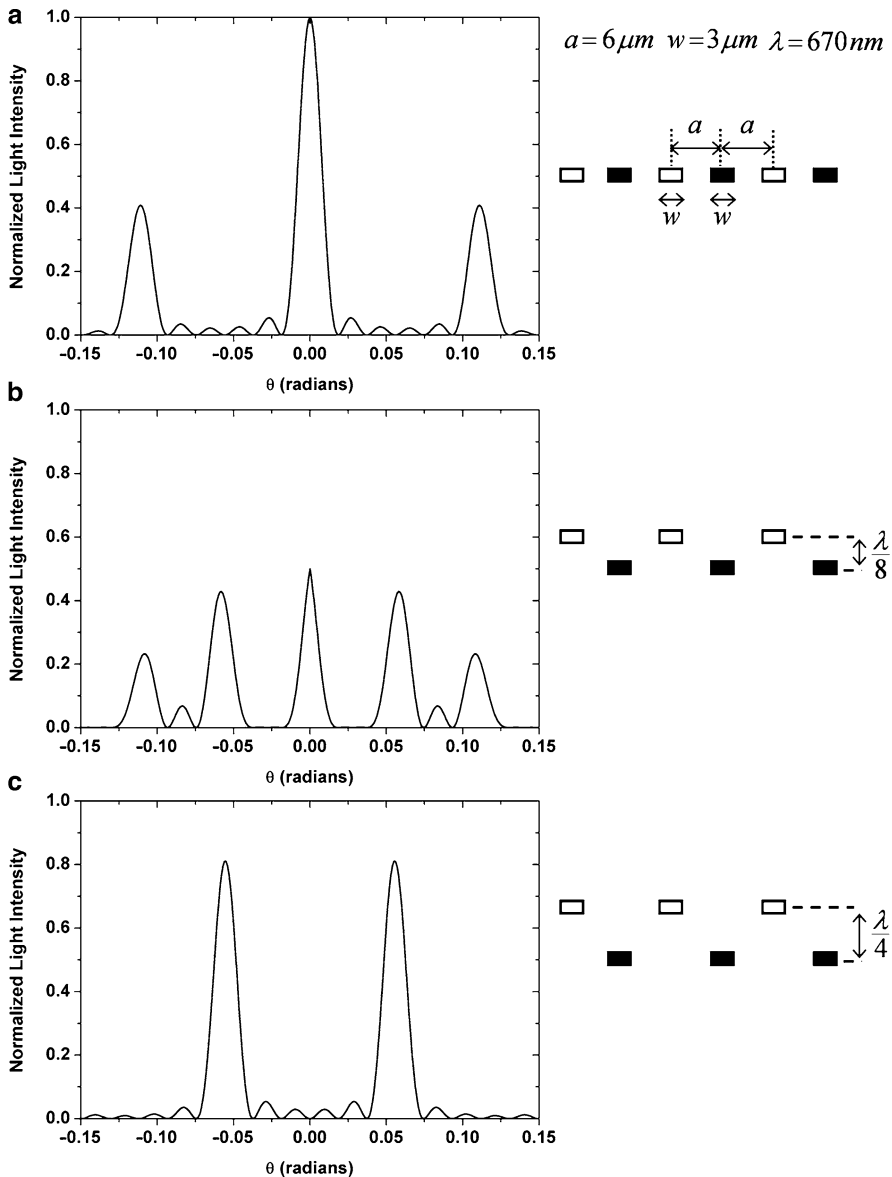 a
a = 6 μm w = 3 μm λ = 670 nm
1.0
0.8
0.6
0.4
0.2
0.0
Normalized Light Intensity
−0.15 −0.10 −0.05 0.00 0.05 0.10 0.15
θ (radians)
a a
w w
b
1.0
0.8
0.6
0.4
0.2
0.0
Normalized Light Intensity
−0.15 −0.10 −0.05 0.00 0.05 0.10 0.15
θ (radians)
λ
8
c
1.0
0.8
0.6
0.4
0.2
0.0
Normalized Light Intensity
−0.15 −0.10 −0.05 0.00 0.05 0.10 0.15
θ (radians)
λ
4